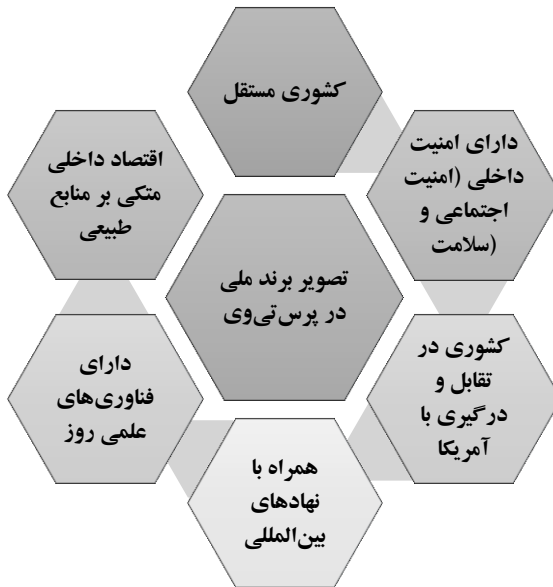 کشوری مستقل
دارای امنیت
داخلی (امنیت
اجتماعی و
سلامت)
کشوری در
تقابل و
درگیری با
آمریکا
همراه با
نهادهای
بین‌المللی
دارای
فناوری‌های
علمی روز
اقتصاد داخلی
متکی بر منابع
طبیعی
تصویر برند ملی
در پرس‌تی‌وی